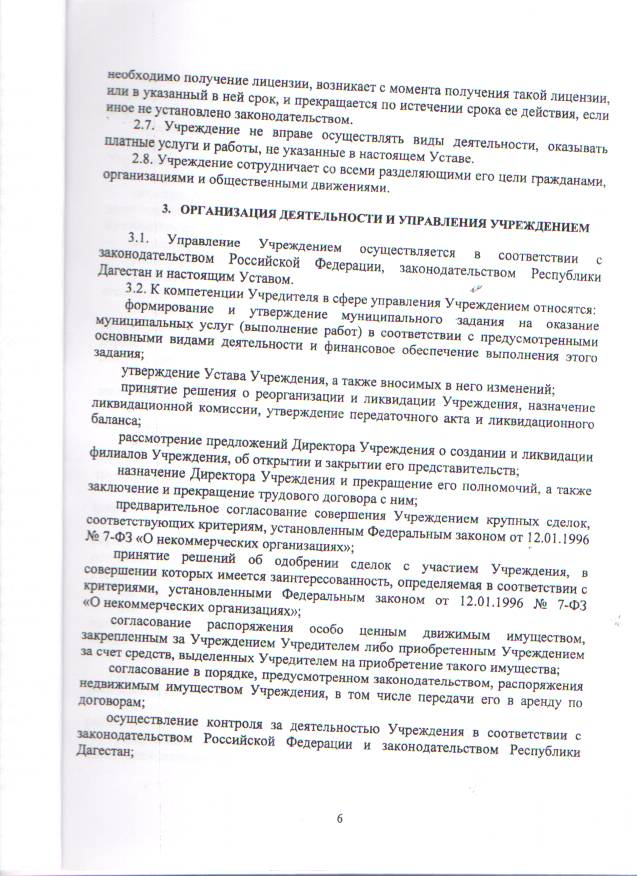 необходимо получение лицензии, возникает с момента получения такой лицензии,
или в указанный в ней срок, и прекращается по истечении срока ее действия, если
иное не установлено законодательством.
2.7. Учреждение не вправе осуществлять виды деятельности, оказывать
платные услуги и работы, не указанные в настоящем Уставе.
2.8. Учреждение сотрудничает со всеми разделяющими его цели гражданами,
организациями и общественными движениями.
3. ОРГАНИЗАЦИЯ ДЕЯТЕЛЬНОСТИ И УПРАВЛЕНИЯ УЧРЕЖДЕНИЕМ
3.1. Управление Учреждением осуществляется в соответствии с
законодательством Российской Федерации, законодательством Республики
Дагестан и настоящим Уставом.
3.2. К компетенции Учредителя в сфере управления Учреждением относятся:
формирование и утверждение муниципального задания на оказание
муниципальных услуг (выполнение работ) в соответствии с предусмотренными
основными видами деятельности и финансовое обеспечение выполнения этого
задания;
утверждение Устава Учреждения, а также вносимых в него изменений;
принятие решения о реорганизации и ликвидации Учреждения, назначение
ликвидационной комиссии, утверждение передаточного акта и ликвидационного
баланса;
рассмотрение предложений Директора Учреждения о создании и ликвидации
филиалов Учреждения, об открытии и закрытии его представительств;
назначение Директора Учреждения и прекращение его полномочий, а также
заключение и прекращение трудового договора с ним;
предварительное согласование совершения Учреждением крупных сделок,
соответствующих критериям, установленным Федеральным законом от 12.01.1996
№ 7-ФЗ «О некоммерческих организациях»;
принятие решений об одобрении сделок с участием Учреждения, в
совершении которых имеется заинтересованность, определяемая в соответствии с
критериями, установленными Федеральным законом от 12.01.1996 № 7-ФЗ
«О некоммерческих организациях»;
согласование распоряжения особо ценным движимым имуществом,
закрепленным за Учреждением Учредителем либо приобретенным Учреждением
за счет средств, выделенных Учредителем на приобретение такого имущества;
согласование в порядке, предусмотренном законодательством, распоряжения
недвижимым имуществом Учреждения, в том числе передачи его в аренду по
договорам;
осуществление контроля за деятельностью Учреждения в соответствии с
законодательством Российской Федерации и законодательством Республики
Дагестан;
6